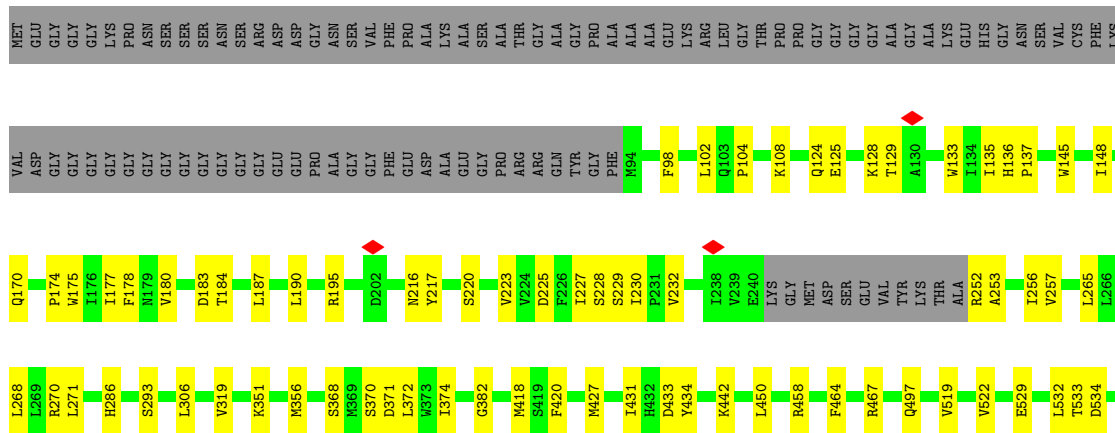 MET GLU GLY GLY GLY LYS PRO ASN SER SER SER ASN SER ARG ASP ASP GLY ASN SER VAL PHE PRO ALA LYS ALA SER ALA THR GLY ALA GLY PRO ALA ALA ALA GLU LYS ARG LEU GLY THR PRO PRO GLY GLY GLY GLY ALA GLY ALA LYS GLU HIS GLY ASN SER VAL CYS PHE LYS
VAL ASP GLY GLY GLY GLY GLY GLY GLY GLY GLY GLY GLY GLY GLU GLU PRO ALA GLY GLY PHE GLU ASP ALA GLU GLY PRO ARG ARG GLN TYR GLY PHE M94 F98 L102 Q103 P104 K108 Q124 E125 K128 T129 A130 W133 I134 I135 H136 P137 W145 I148
Q170 P174 W175 I176 I177 F178 N179 V180 D183 T184 L187 L190 R195 D202 N216 Y217 S220 V223 V224 D225 F226 I227 S228 S229 I230 P231 V232 I238 V239 E240 LYS GLY MET ASP SER GLU VAL TYR LYS THR ALA R252 A253 I256 V257 L265 L266
L268 L269 R270 L271 H286 S293 L306 V319 K351 M356 S368 M369 S370 D371 L372 W373 I374 G382 M418 S419 F420 M427 I431 H432 D433 Y434 K442 L450 R458 F464 R467 Q497 V519 V522 E529 L532 T533 D534